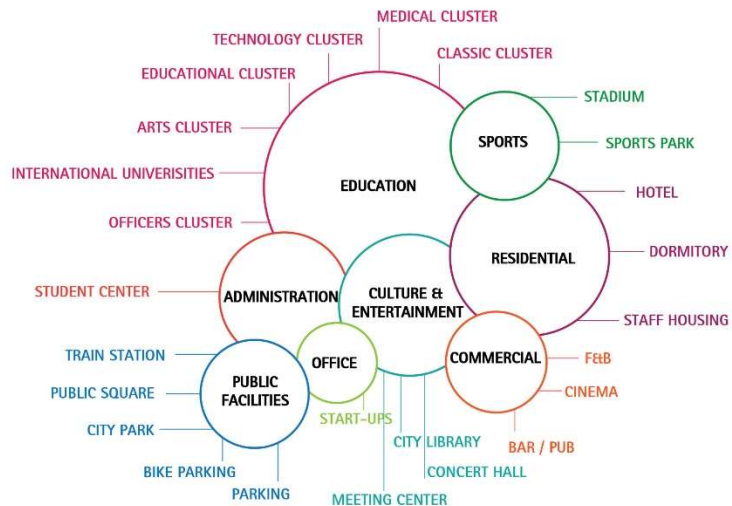 MEDICAL CLUSTER
TECHNOLOGY CLUSTER
CLASSIC CLUSTER
EDUCATIONAL CLUSTER
STADIUM
ARTS CLUSTER
SPORTS
SPORTS PARK
INTERNATIONAL UNIVERISITIES
EDUCATION
HOTEL
OFFICERS CLUSTER
DORMITORY
RESIDENTIAL
STUDENT CENTER
ADMINISTRATION
CULTURE &
ENTERTAINMENT
STAFF HOUSING
TRAIN STATION
OFFICE
COMMERCIAL
F&B
PUBLIC
FACILITIES
PUBLIC SQUARE
CINEMA
START-UPS
CITY PARK
CITY LIBRARY
BAR / PUB
BIKE PARKING
CONCERT HALL
PARKING
MEETING CENTER